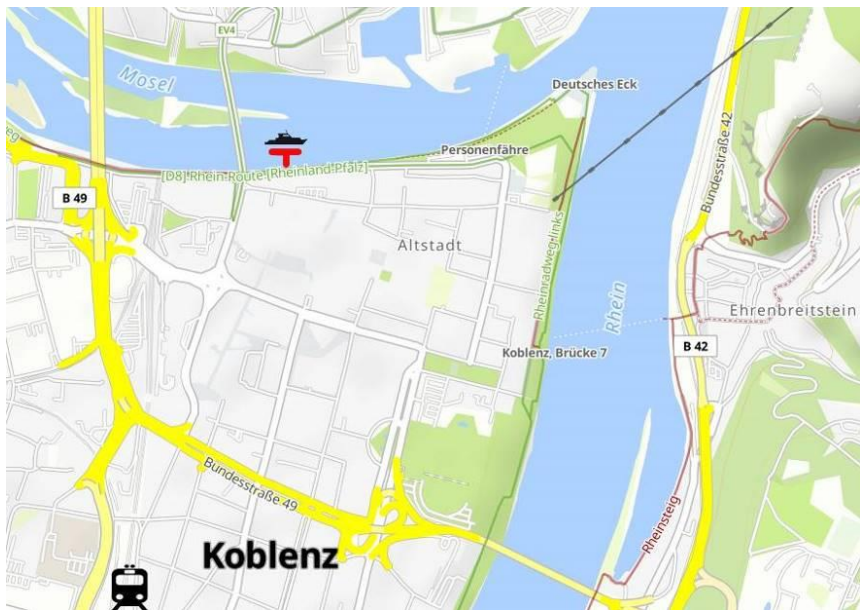 EV4
Mosel
Deutsches Eck
Personenfähre
[D8] Rhein-Route [Rheinland Pfalz]
B 49
Bundesstraße 42
Altstadt
Rheinradweg links
Rhein
Ehrenbreitstein
Koblenz, Brücke 7
B 42
Bundesstraße 49
Rheinsteig
Koblenz